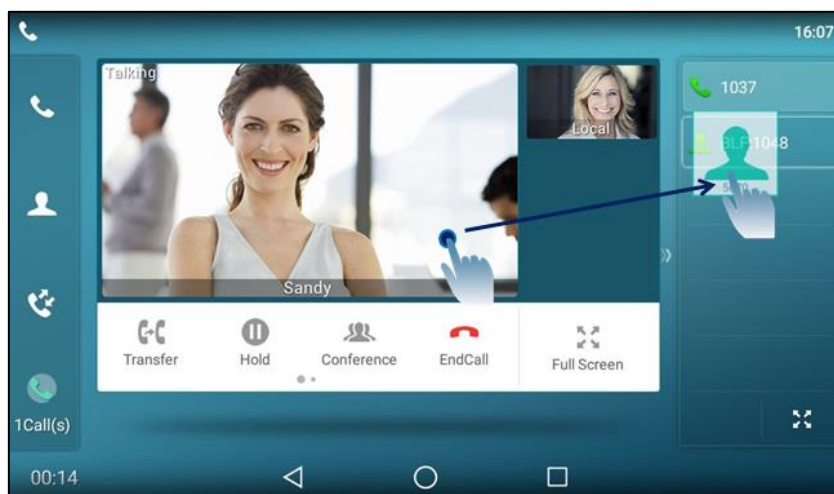 16:07
Talking
Local
Sandy
1037
BLF:1048
Transfer
Hold
Conference
EndCall
Full Screen
1Call(s)
00:14